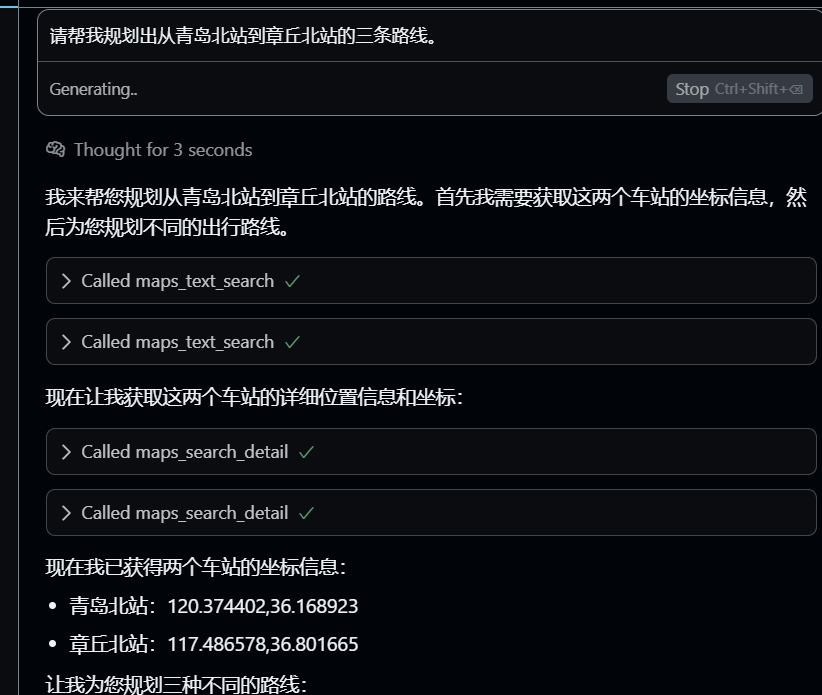 请帮我规划出从青岛北站到章丘北站的三条路线。
Generating..
Stop Ctrl+Shift+⌫
Thought for 3 seconds
我来帮您规划从青岛北站到章丘北站的路线。首先我需要获取这两个车站的坐标信息，然
后为您规划不同的出行路线。
Called maps_text_search
Called maps_text_search
现在让我获取这两个车站的详细位置信息和坐标：
Called maps_search_detail
Called maps_search_detail
现在我已获得两个车站的坐标信息：
• 青岛北站：120.374402,36.168923
• 章丘北站：117.486578,36.801665
让我为您规划三种不同的路线：